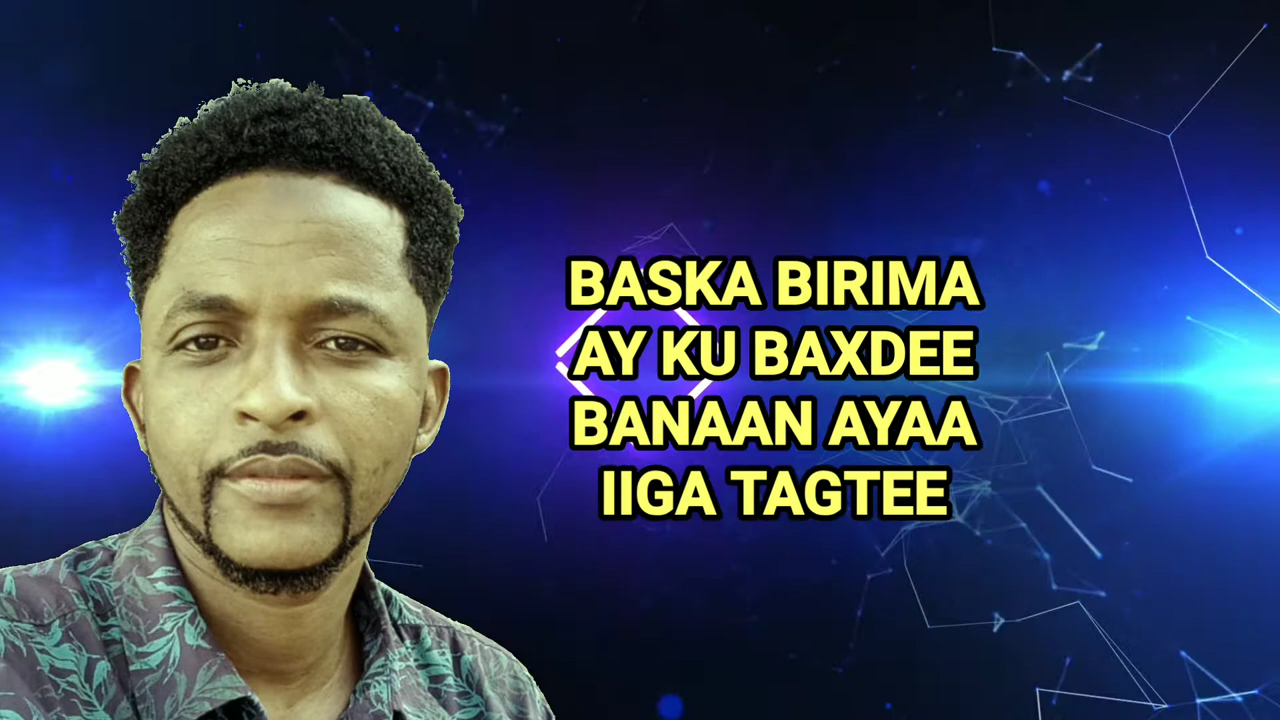 BASKA BIRIMA
AY KU BAXDEE
BANAAN AYAA
IIGA TAGTEE